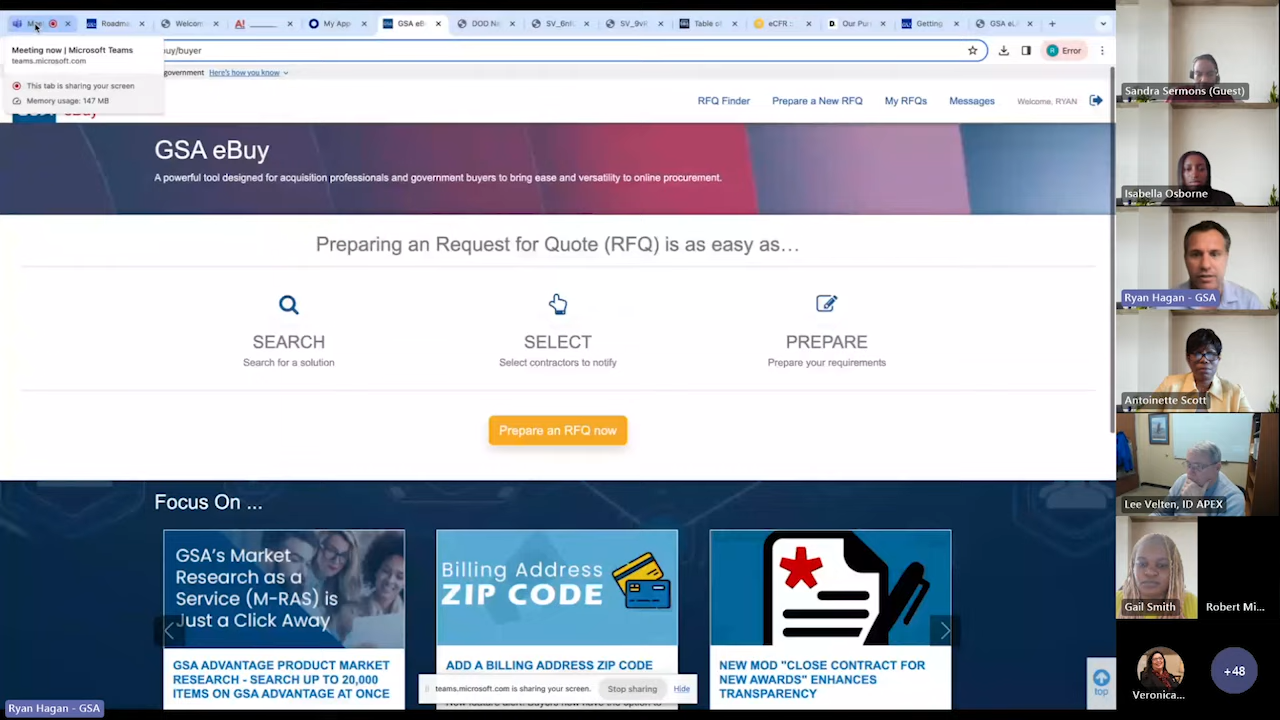 Me
Roadma
Welcom
A!
My App
GSA eB
DOD N
Table of
eCFR ::
Our Pur
Getting
GSA eL
Meeting now | Microsoft Teams
teams.microsoft.com
This tab is sharing your screen
Memory usage: 147 MB
uy/buyer
Error
government Here's how you know
RFQ Finder
Prepare a New RFQ
My RFQs
Messages
Welcome, RYAN
GSA eBuy
A powerful tool designed for acquisition professionals and government buyers to bring ease and versatility to online procurement.
Preparing an Request for Quote (RFQ) is as easy as…
SEARCH
Search for a solution
SELECT
Select contractors to notify
PREPARE
Prepare your requirements
Prepare an RFQ now
Focus On ...
GSA's Market
Research as a
Service (M-RAS) is
Just a Click Away
GSA ADVANTAGE PRODUCT MARKET
RESEARCH - SEARCH UP TO 20,000
ITEMS ON GSA ADVANTAGE AT ONCE
Billing Address
ZIP CODE
ADD A BILLING ADDRESS ZIP CODE
NEW MOD "CLOSE CONTRACT FOR
NEW AWARDS" ENHANCES
TRANSPARENCY
teams.microsoft.com is sharing your screen.
Stop sharing
Hide
top
Ryan Hagan - GSA
Sandra Sermons (Guest)
Isabella Osborne
Ryan Hagan - GSA
Antoinette Scott
Lee Velten, ID APEX
Gail Smith
Robert Mi...
Veronica...
+48